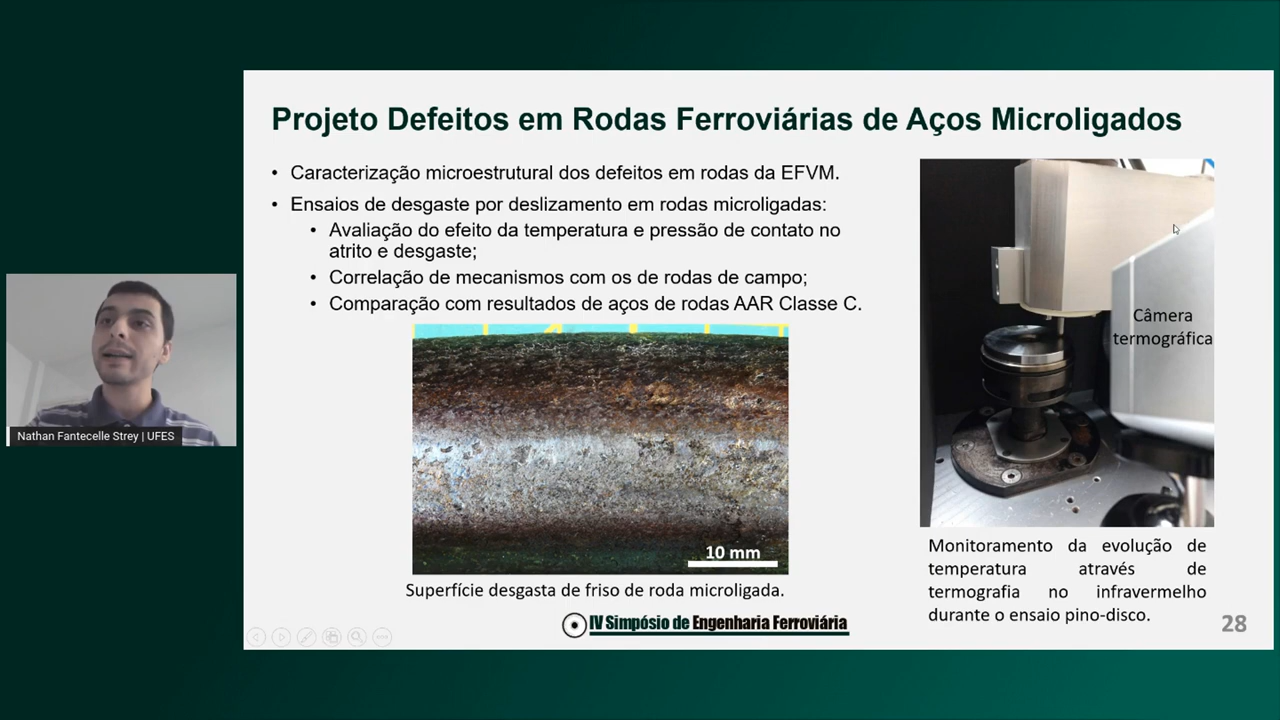 Projeto Defeitos em Rodas Ferroviárias de Aços Microligados
• Caracterização microestrutural dos defeitos em rodas da EFVM.
• Ensaios de desgaste por deslizamento em rodas microligadas:
• Avaliação do efeito da temperatura e pressão de contato no
atrito e desgaste;
• Correlação de mecanismos com os de rodas de campo;
• Comparação com resultados de aços de rodas AAR Classe C.
Câmera
termográfica
Nathan Fantecelle Strey | UFES
10 mm
Superfície desgasta de friso de roda microligada.
Monitoramento da evolução de
temperatura através de
termografia no infravermelho
durante o ensaio pino-disco.
IV Simpósio de Engenharia Ferroviária
28